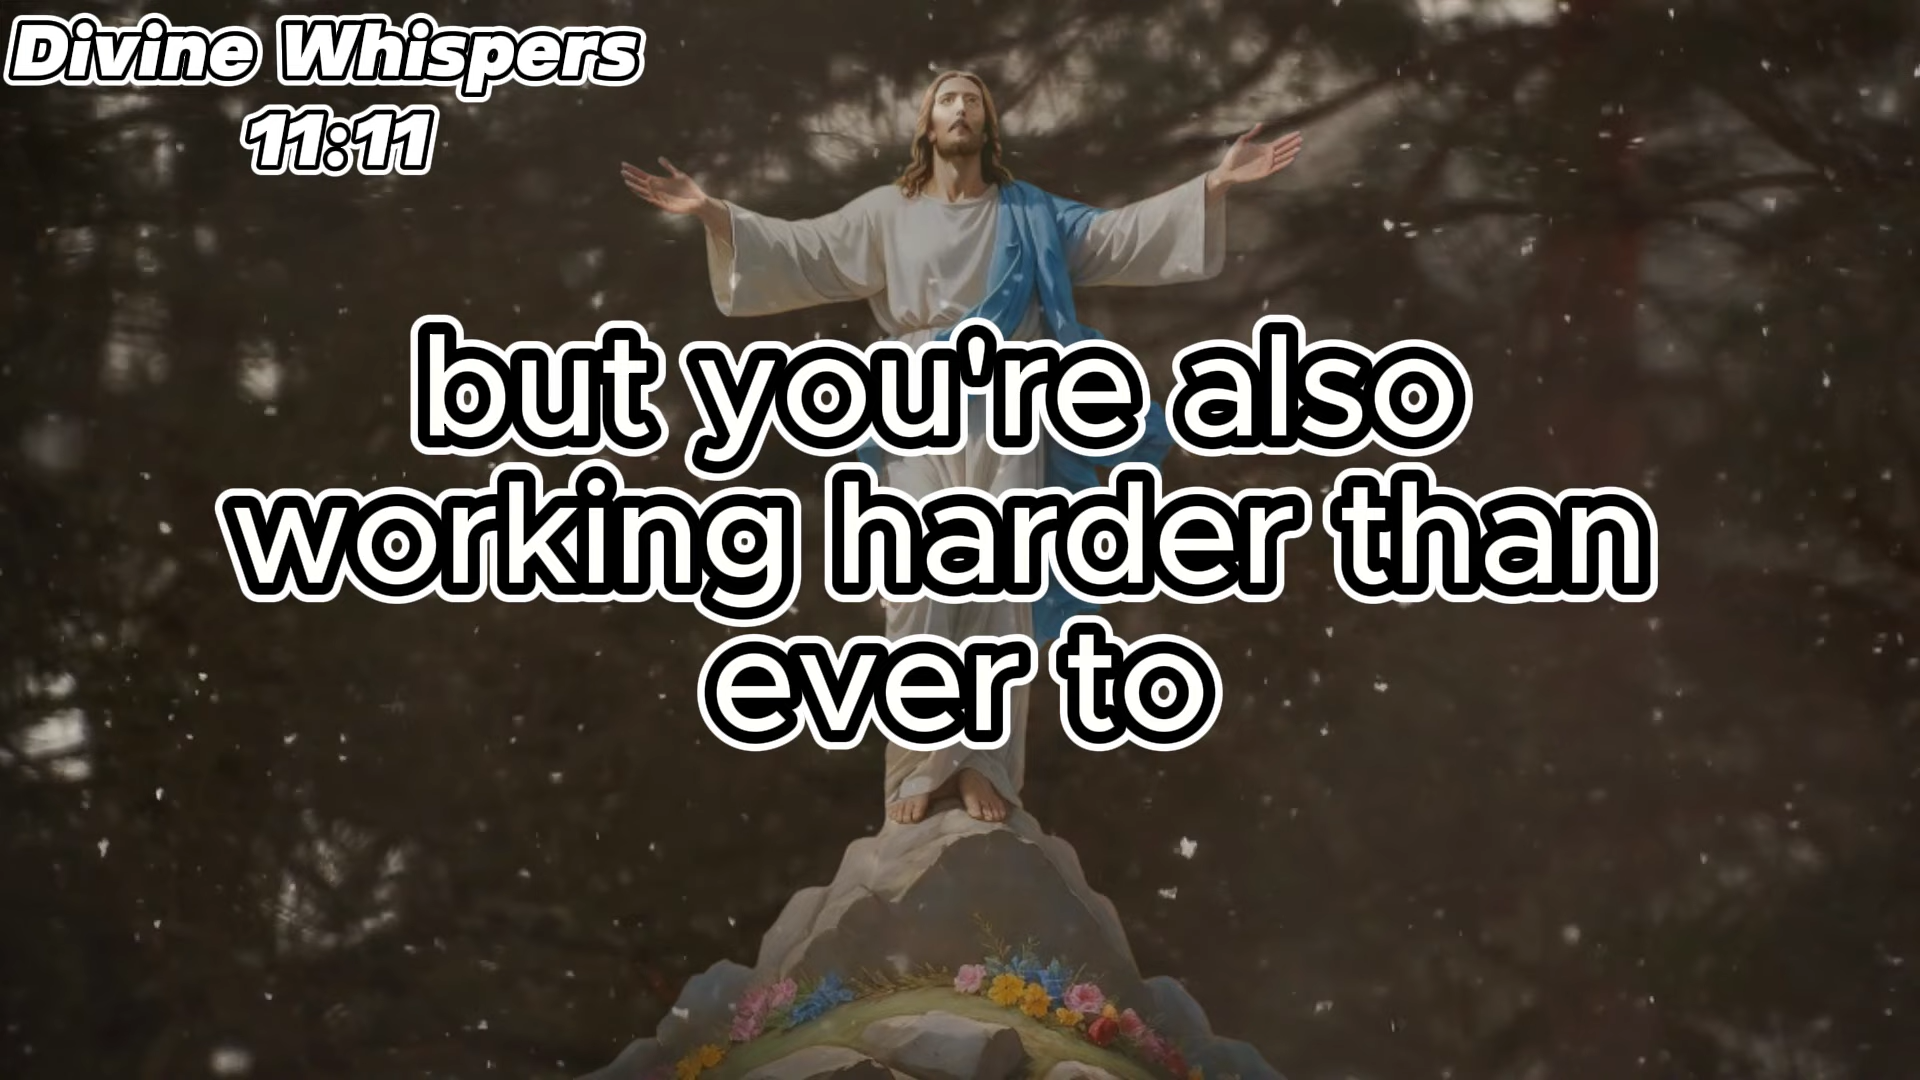 Divine Whispers
11:11
but you're also
working harder than
ever to